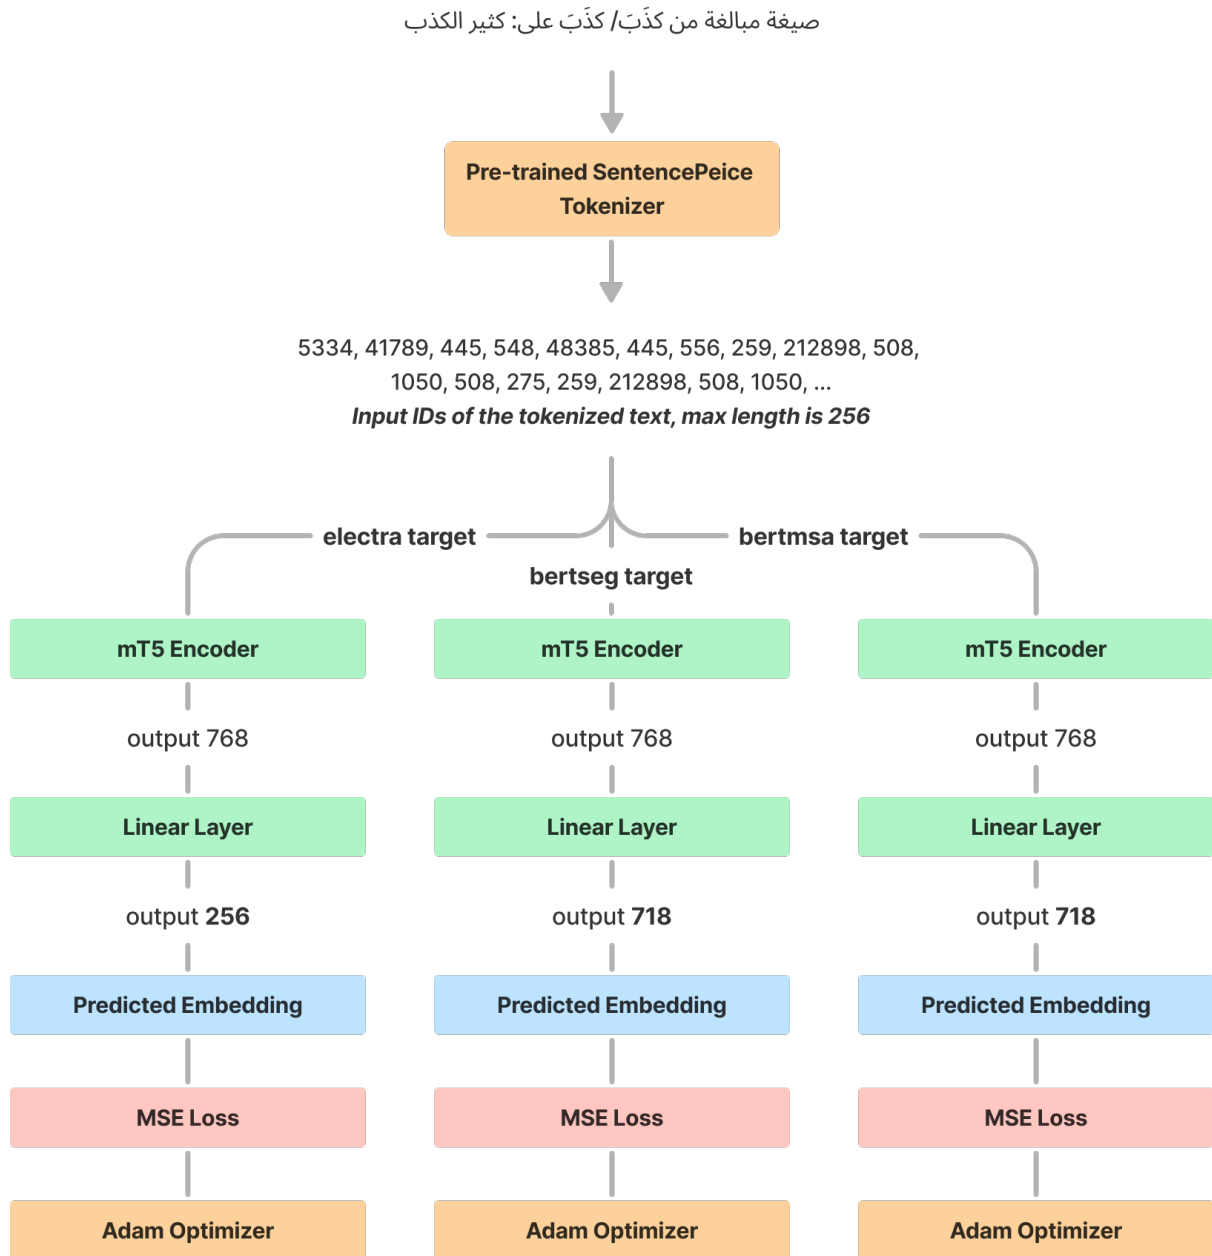 صيغة مبالغة من كذَبَ/ كذَبَ على: كثير الكذب
Pre-trained SentencePeice
Tokenizer
5334, 41789, 445, 548, 48385, 445, 556, 259, 212898, 508,
1050, 508, 275, 259, 212898, 508, 1050, ...
Input IDs of the tokenized text, max length is 256
electra target
bertmsa target
bertseg target
mT5 Encoder
mT5 Encoder
mT5 Encoder
output 768
output 768
output 768
Linear Layer
Linear Layer
Linear Layer
output 256
output 718
output 718
Predicted Embedding
Predicted Embedding
Predicted Embedding
MSE Loss
MSE Loss
MSE Loss
Adam Optimizer
Adam Optimizer
Adam Optimizer